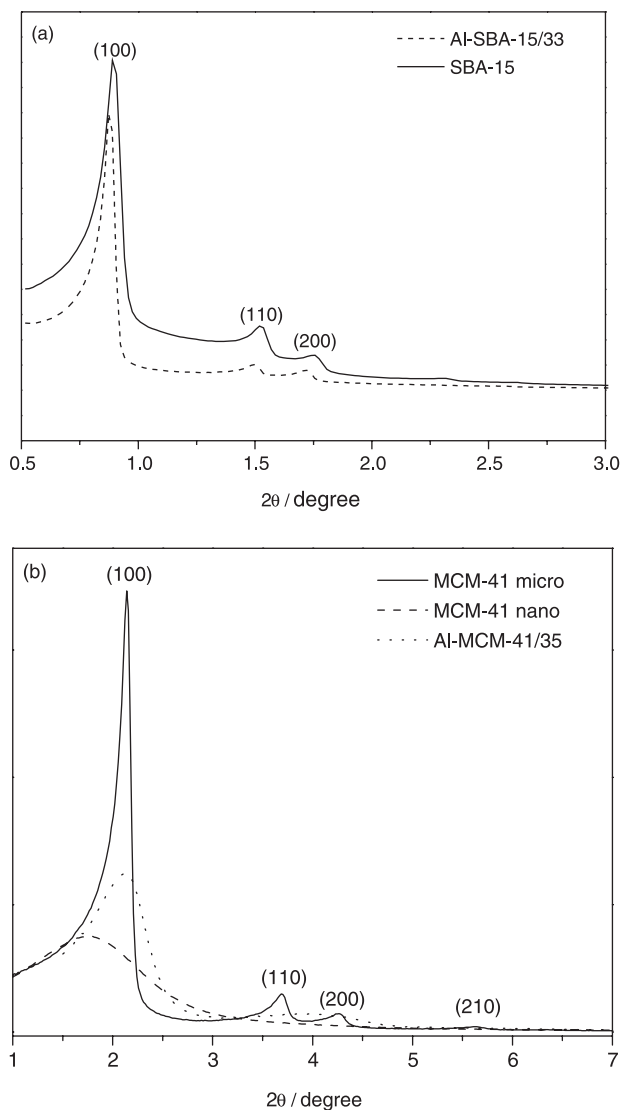 (a)
(100)
Al-SBA-15/33
SBA-15
(110)
(200)
0.5 1.0 1.5 2.0 2.5 3.0
2θ / degree
(b)
(100)
MCM-41 micro
MCM-41 nano
Al-MCM-41/35
(110)
(200)
(210)
1 2 3 4 5 6 7
2θ / degree